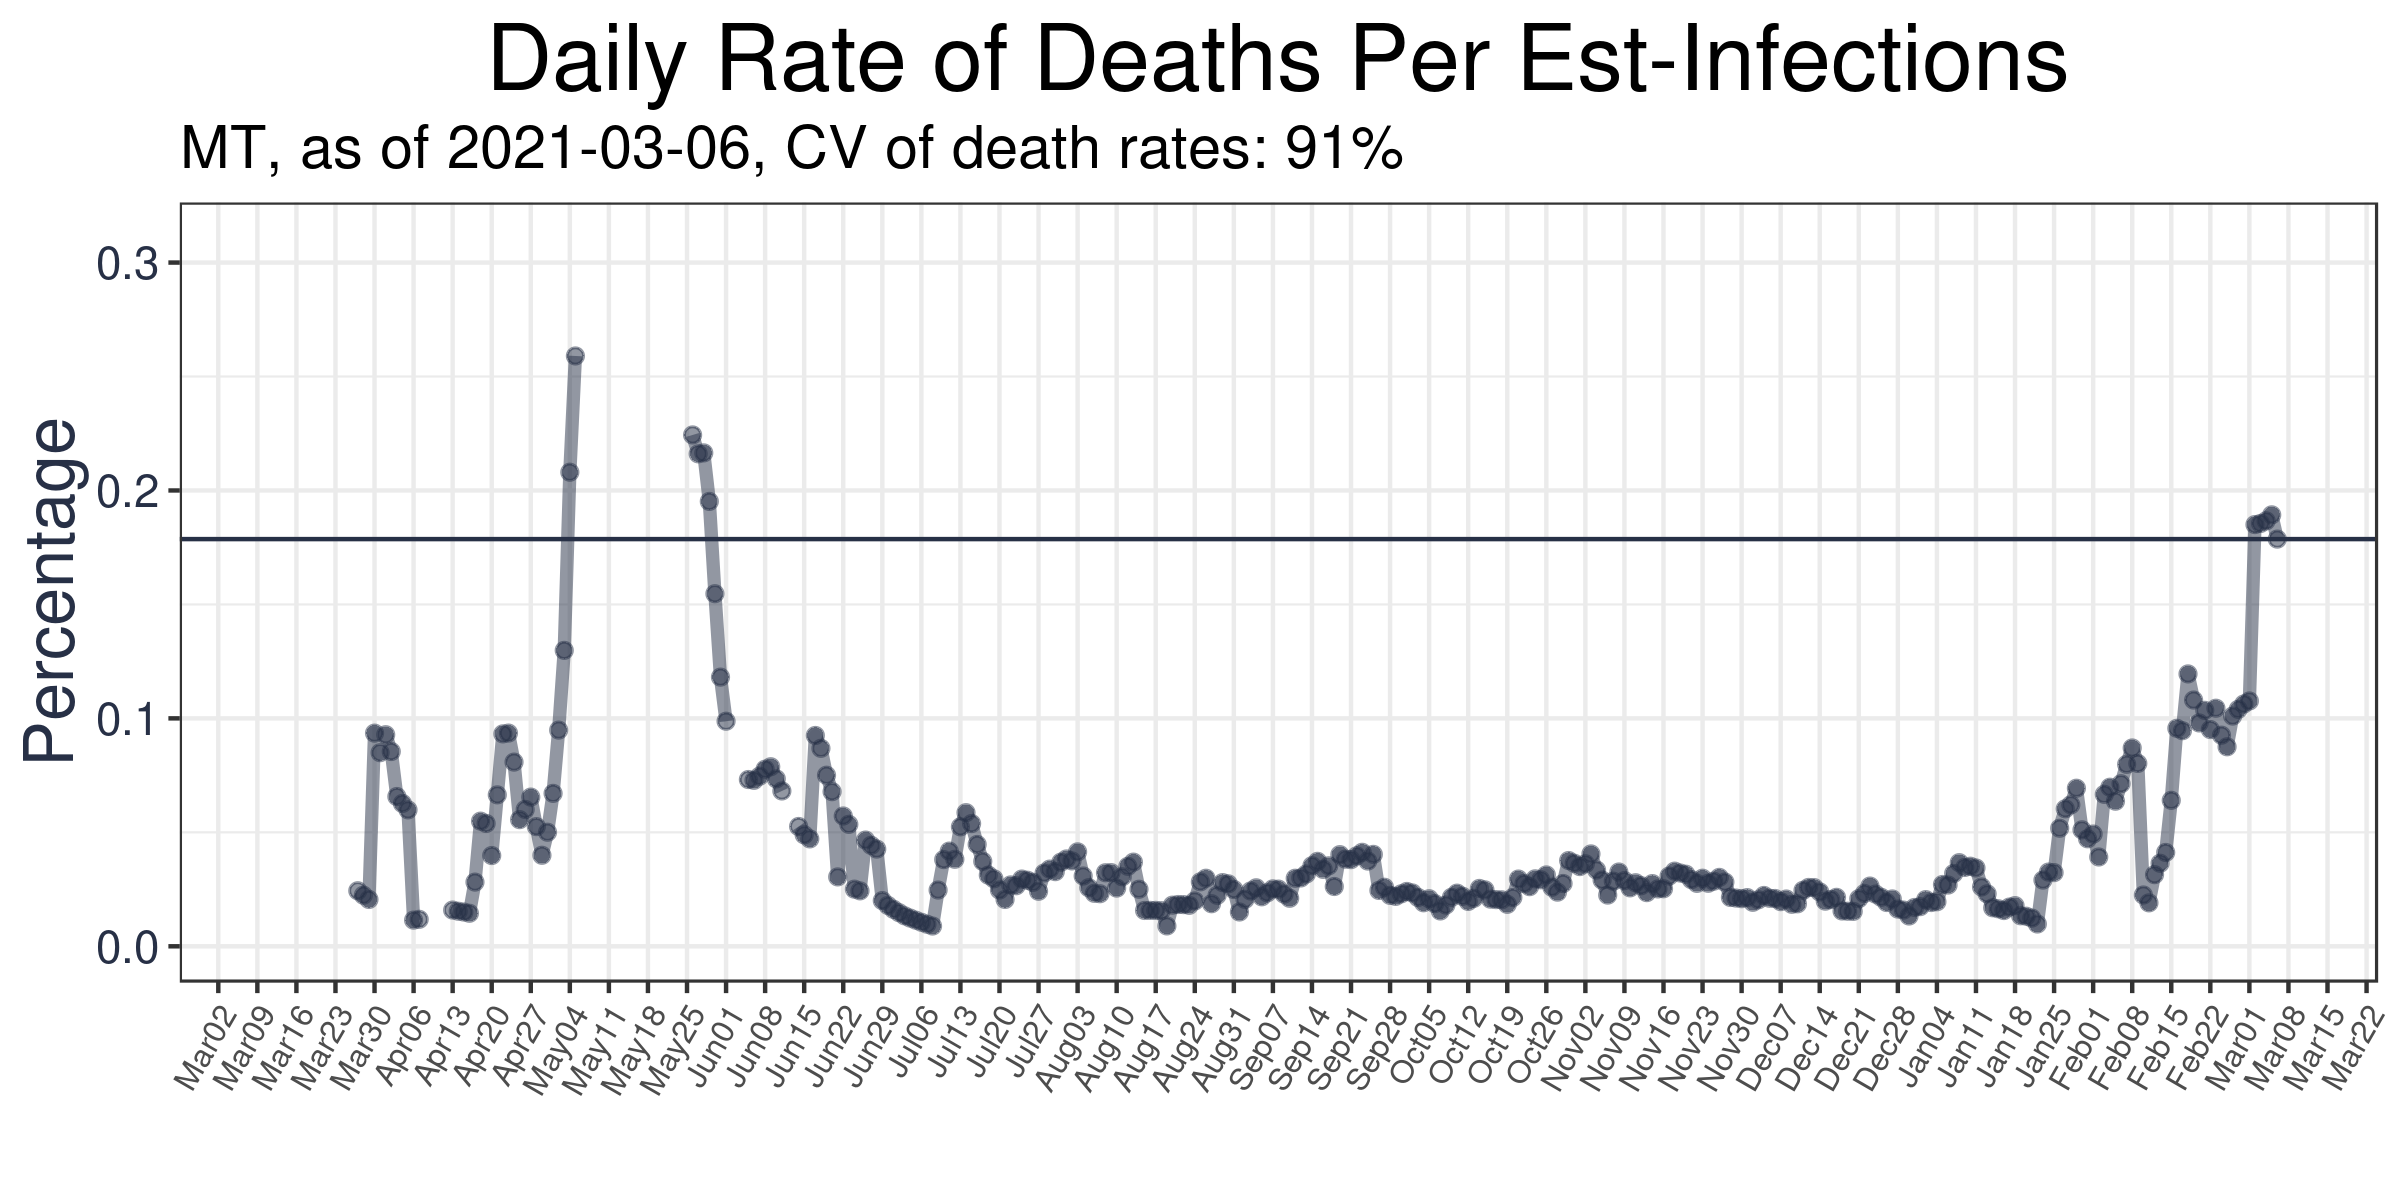 Daily Rate of Deaths Per Est-Infections
MT, as of 2021-03-06, CV of death rates: 91%
Percentage
0.3
0.2
0.1
0.0
Mar02 Mar09 Mar16 Mar23 Mar30 Apr06 Apr13 Apr20 Apr27 May04 May11 May18 May25 Jun01 Jun08 Jun15 Jun22 Jun29 Jul06 Jul13 Jul20 Jul27 Aug03 Aug10 Aug17 Aug24 Aug31 Sep07 Sep14 Sep21 Sep28 Oct05 Oct12 Oct19 Oct26 Nov02 Nov09 Nov16 Nov23 Nov30 Dec07 Dec14 Dec21 Dec28 Jan04 Jan11 Jan18 Jan25 Feb01 Feb08 Feb15 Feb22 Mar01 Mar08 Mar15 Mar22